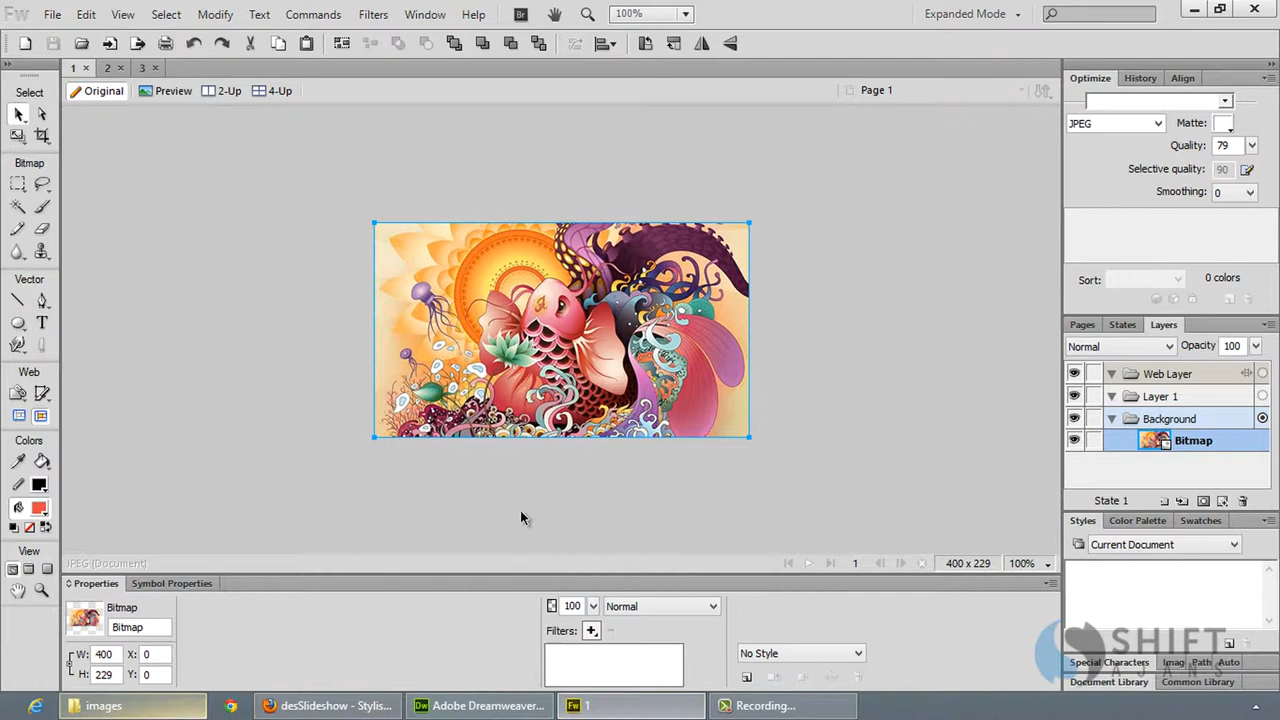 Fw File Edit View Select Modify Text Commands Filters Window Help Br 100% Expanded Mode
1 2 3
Original Preview 2-Up 4-Up Page 1
Select
Bitmap
Vector
Web
Colors
View
Optimize History Align
JPEG Matte:
Quality: 79
Selective quality: 90
Smoothing: 0
Sort: 0 colors
Pages States Layers
Normal Opacity 100
Web Layer
Layer 1
Background
Bitmap
State 1
Styles Color Palette Swatches
Current Document
JPEG (Document) 1 400 x 229 100%
Properties Symbol Properties
Bitmap
Bitmap
W: 400 X: 0
H: 229 Y: 0
100 Normal
Filters:
No Style
SHIFT
AJANS
Special Characters Imag Path Auto
Document Library Common Library
images desSlideshow - Stylis... Dw Adobe Dreamweaver... Fw 1 Recording...